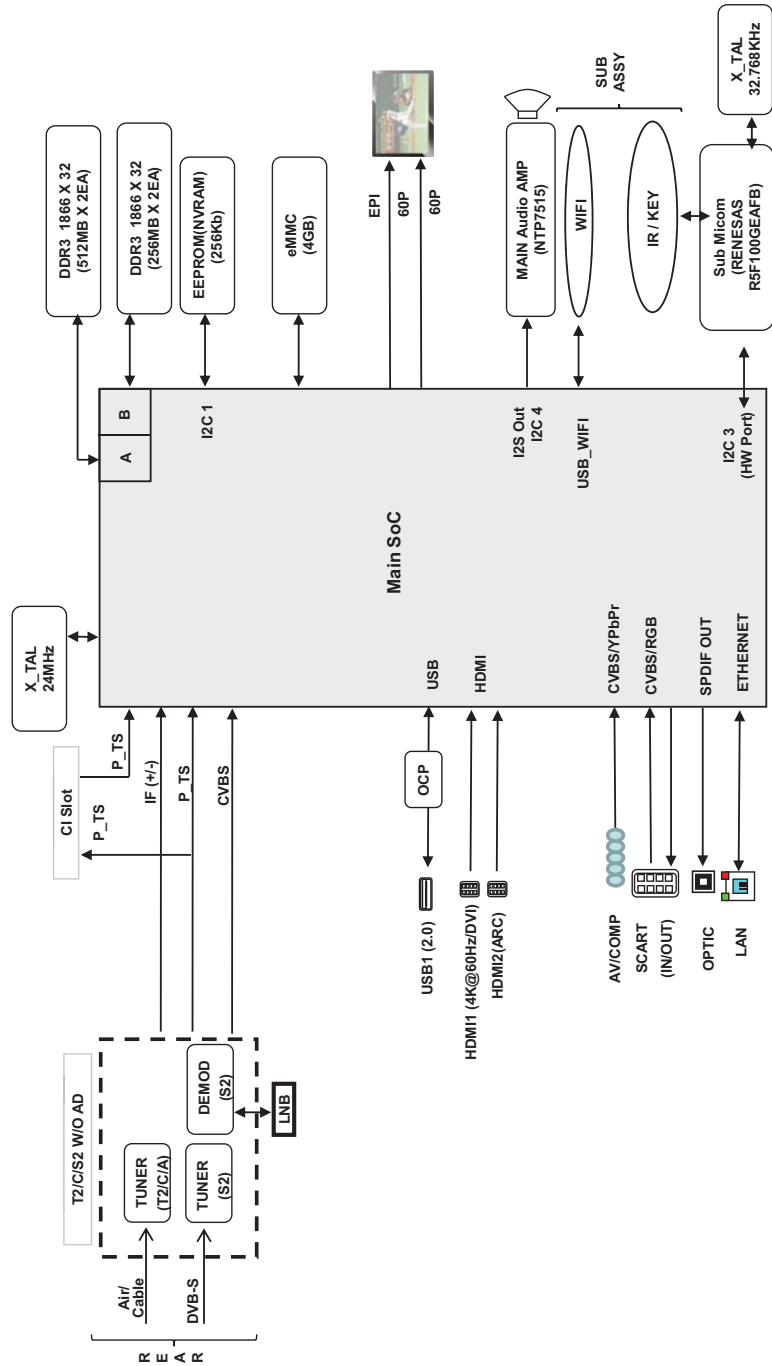 REAR
Air/
Cable
DVB-S
T2/C/S2 W/O AD
TUNER
(T2/C/A)
TUNER
(S2)
DEMOD
(S2)
LNB
CI Slot
P_TS
P_TS
IF (+/-)
P_TS
CVBS
X_TAL
24MHz
USB1 (2.0)
OCP
USB
HDMI1 (4K@60Hz/DVI)
HDMI2(ARC)
HDMI
AV/COMP
CVBS/YPbPr
SCART
(IN/OUT)
CVBS/RGB
OPTIC
SPDIF OUT
LAN
ETHERNET
Main SoC
A
B
DDR3 1866 X 32
(512MB X 2EA)
DDR3 1866 X 32
(256MB X 2EA)
I2C 1
EEPROM(NVRAM)
(256Kb)
eMMC
(4GB)
EPI
60P
60P
I2S Out
I2C 4
MAIN Audio AMP
(NTP7515)
USB_WIFI
WIFI
SUB
ASSY
IR / KEY
I2C 3
(HW Port)
Sub Micom
(RENESAS
R5F100GEAFB)
X_TAL
32.768KHz